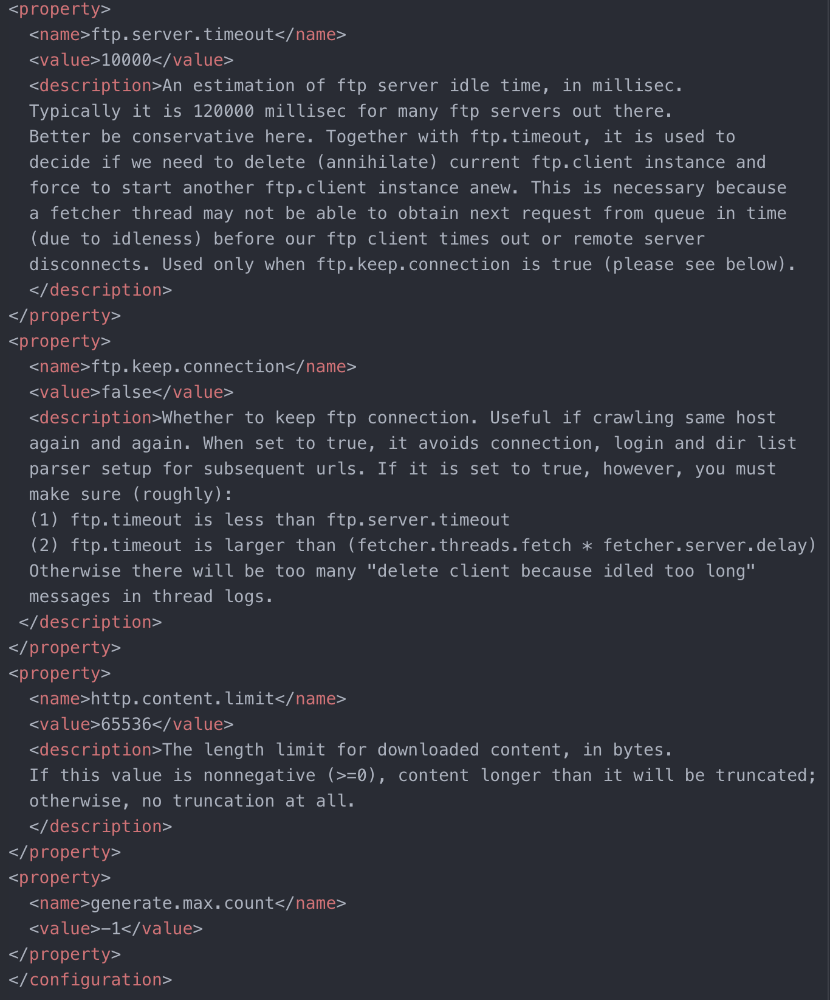 <property>
  <name>ftp.server.timeout</name>
  <value>10000</value>
  <description>An estimation of ftp server idle time, in millisec.
  Typically it is 120000 millisec for many ftp servers out there.
  Better be conservative here. Together with ftp.timeout, it is used to
  decide if we need to delete (annihilate) current ftp.client instance and
  force to start another ftp.client instance anew. This is necessary because
  a fetcher thread may not be able to obtain next request from queue in time
  (due to idleness) before our ftp client times out or remote server
  disconnects. Used only when ftp.keep.connection is true (please see below).
  </description>
</property>
<property>
  <name>ftp.keep.connection</name>
  <value>false</value>
  <description>Whether to keep ftp connection. Useful if crawling same host
  again and again. When set to true, it avoids connection, login and dir list
  parser setup for subsequent urls. If it is set to true, however, you must
  make sure (roughly):
  (1) ftp.timeout is less than ftp.server.timeout
  (2) ftp.timeout is larger than (fetcher.threads.fetch * fetcher.server.delay)
  Otherwise there will be too many "delete client because idled too long"
  messages in thread logs.
 </description>
</property>
<property>
  <name>http.content.limit</name>
  <value>65536</value>
  <description>The length limit for downloaded content, in bytes.
  If this value is nonnegative (>=0), content longer than it will be truncated;
  otherwise, no truncation at all.
  </description>
</property>
<property>
  <name>generate.max.count</name>
  <value>-1</value>
</property>
</configuration>